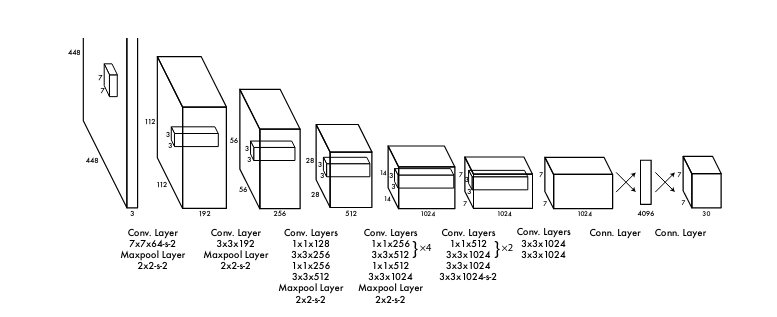 448
7
7
448
3
112
3
3
112
192
56
3
3
56
256
28
3
3
28
512
14
3
3
14
1024
7
3
3
7
1024
7
7
1024
4096
7
7
30
Conv. Layer
7x7x64-s-2
Maxpool Layer
2x2-s-2
Conv. Layer
3x3x192
Maxpool Layer
2x2-s-2
Conv. Layers
1x1x128
3x3x256
1x1x256
3x3x512
Maxpool Layer
2x2-s-2
Conv. Layers
1x1x256
3x3x512
}×4
1x1x512
3x3x1024
Maxpool Layer
2x2-s-2
Conv. Layers
1x1x512
3x3x1024
}×2
3x3x1024
3x3x1024-s-2
Conv. Layers
3x3x1024
3x3x1024
Conn. Layer
Conn. Layer